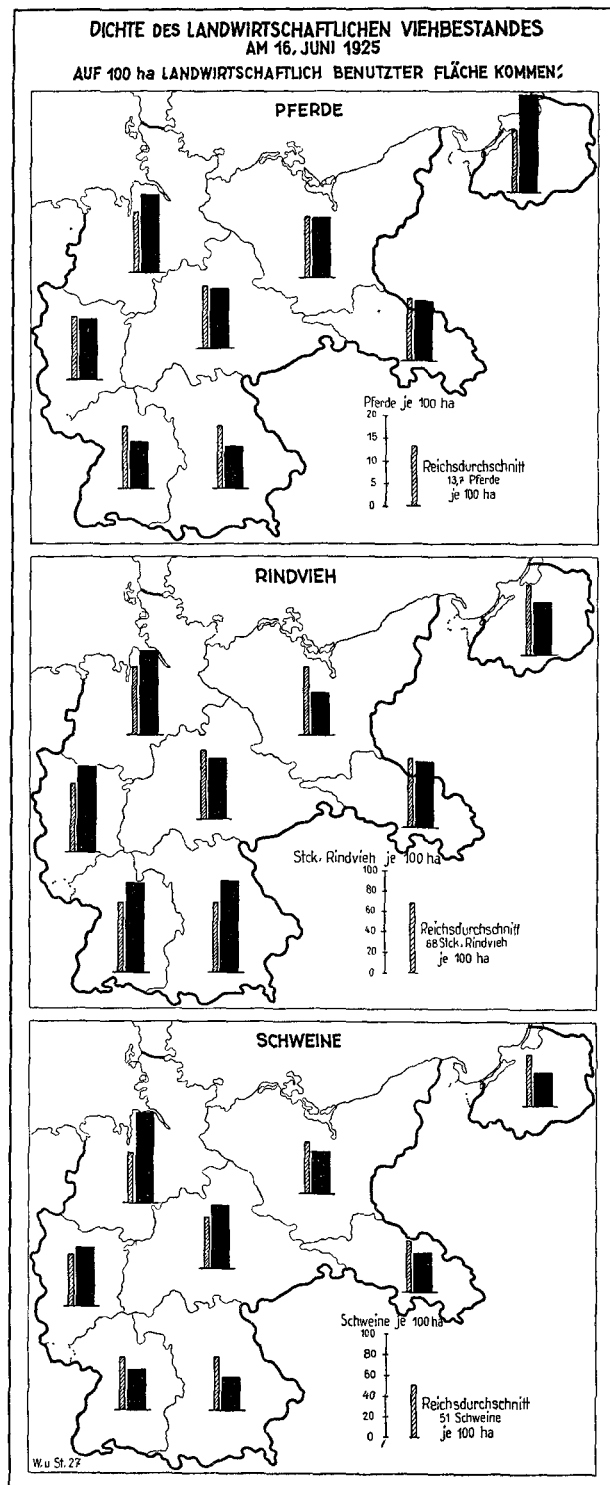 DICHTE DES LANDWIRTSCHAFTLICHEN VIEHBESTANDES
AM 16. JUNI 1925
AUF 100 ha LANDWIRTSCHAFTLICH BENUTZTER FLÄCHE KOMMEN:
PFERDE
Pferde je 100 ha
20
15
10
5
0
Reichsdurchschnitt
13,7 Pferde
je 100 ha
RINDVIEH
Stck. Rindvieh je 100 ha
100
80
60
40
20
0
Reichsdurchschnitt
68 Stck. Rindvieh
je 100 ha
SCHWEINE
Schweine je 100 ha
100
80
60
40
20
0
Reichsdurchschnitt
51 Schweine
je 100 ha
W. u St. 27